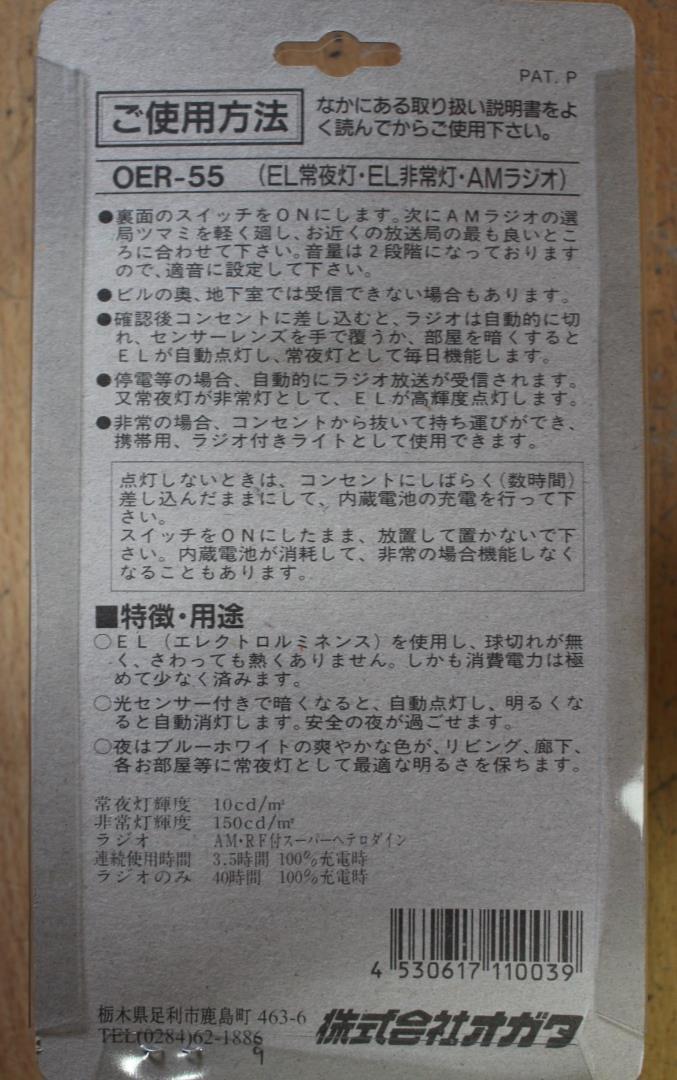 PAT. P
ご使用方法
なかにある取り扱い説明書をよ
く読んでからご使用下さい。
OER-55 (EL常夜灯・EL非常灯・AMラジオ)
●裏面のスイッチをONにします。次にAMラジオの選
局ツマミを軽く廻し、お近くの放送局の最も良いとこ
ろに合わせて下さい。音量は2段階になっております
ので、適音に設定して下さい。
●ビルの奥、地下室では受信できない場合もあります。
●確認後コンセントに差し込むと、ラジオは自動的に切
れ、センサーレンズを手で覆うか、部屋を暗くすると
ELが自動点灯し、常夜灯として毎日機能します。
●停電等の場合、自動的にラジオ放送が受信されます。
又常夜灯が非常灯として、ELが高輝度点灯します。
●非常の場合、コンセントから抜いて持ち運びができ、
携帯用、ラジオ付きライトとして使用できます。
点灯しないときは、コンセントにしばらく(数時間)
差し込んだままにして、内蔵電池の充電を行って下
さい。
スイッチをONにしたまま、放置して置かないで下
さい。内蔵電池が消耗して、非常の場合機能しなく
なることもあります。
■特徴・用途
○EL(エレクトロルミネンス)を使用し、球切れが無
く、さわっても熱くありません。しかも消費電力は極
めて少なく済みます。
○光センサー付きで暗くなると、自動点灯し、明るくな
ると自動消灯します。安全の夜が過ごせます。
○夜はブルーホワイトの爽やかな色が、リビング、廊下、
各お部屋等に常夜灯として最適な明るさを保ちます。
常夜灯輝度 10cd/㎡
非常灯輝度 150cd/㎡
ラジオ AM・RF付スーパーヘテロダイン
連続使用時間 3.5時間 100%充電時
ラジオのみ 40時間 100%充電時
4 530617 110039
栃木県足利市鹿島町 463-6
TEL(0284)62-1886
9
株式会社オガタ